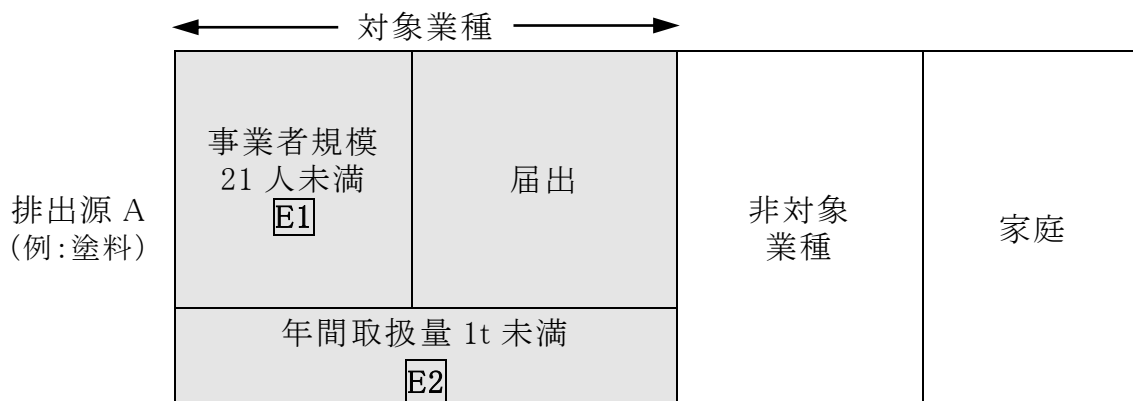 対象業種
事業者規模
21 人未満
E1
届出
排出源 A
(例:塗料)
非対象
業種
家庭
年間取扱量 1t 未満
E2